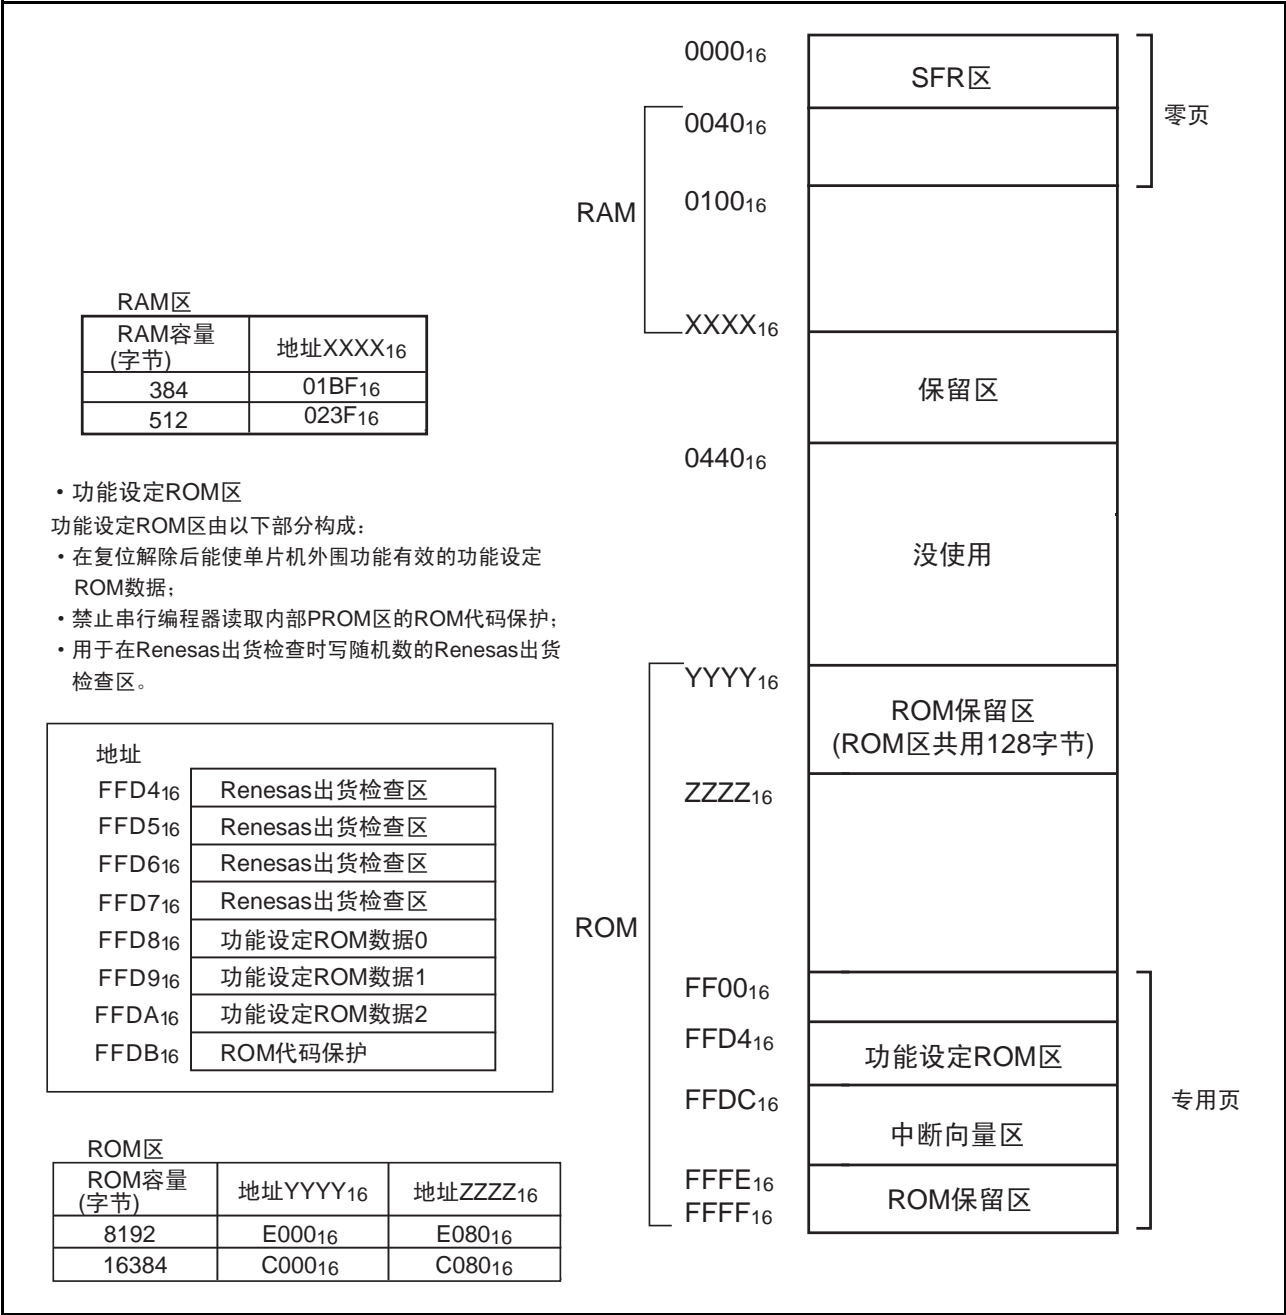 0000₁₆
SFR区
零页
0040₁₆
0100₁₆
RAM
XXXX₁₆
保留区
0440₁₆
没使用
YYYY₁₆
ROM保留区
(ROM区共用128字节)
ZZZZ₁₆
ROM
FF00₁₆
FFD4₁₆
功能设定ROM区
FFDC₁₆
专用页
中断向量区
FFFE₁₆
ROM保留区
FFFF₁₆
RAM区
RAM容量
(字节)
地址XXXX₁₆
384 01BF₁₆
512 023F₁₆
・功能设定ROM区
功能设定ROM区由以下部分构成：
・在复位解除后能使单片机外围功能有效的功能设定
ROM数据；
・禁止串行编程器读取内部PROM区的ROM代码保护；
・用于在Renesas出货检查时写随机数的Renesas出货
检查区。
地址
FFD4₁₆ Renesas出货检查区
FFD5₁₆ Renesas出货检查区
FFD6₁₆ Renesas出货检查区
FFD7₁₆ Renesas出货检查区
FFD8₁₆ 功能设定ROM数据0
FFD9₁₆ 功能设定ROM数据1
FFDA₁₆ 功能设定ROM数据2
FFDB₁₆ ROM代码保护
ROM区
ROM容量
(字节)
地址YYYY₁₆ 地址ZZZZ₁₆
8192 E000₁₆ E080₁₆
16384 C000₁₆ C080₁₆